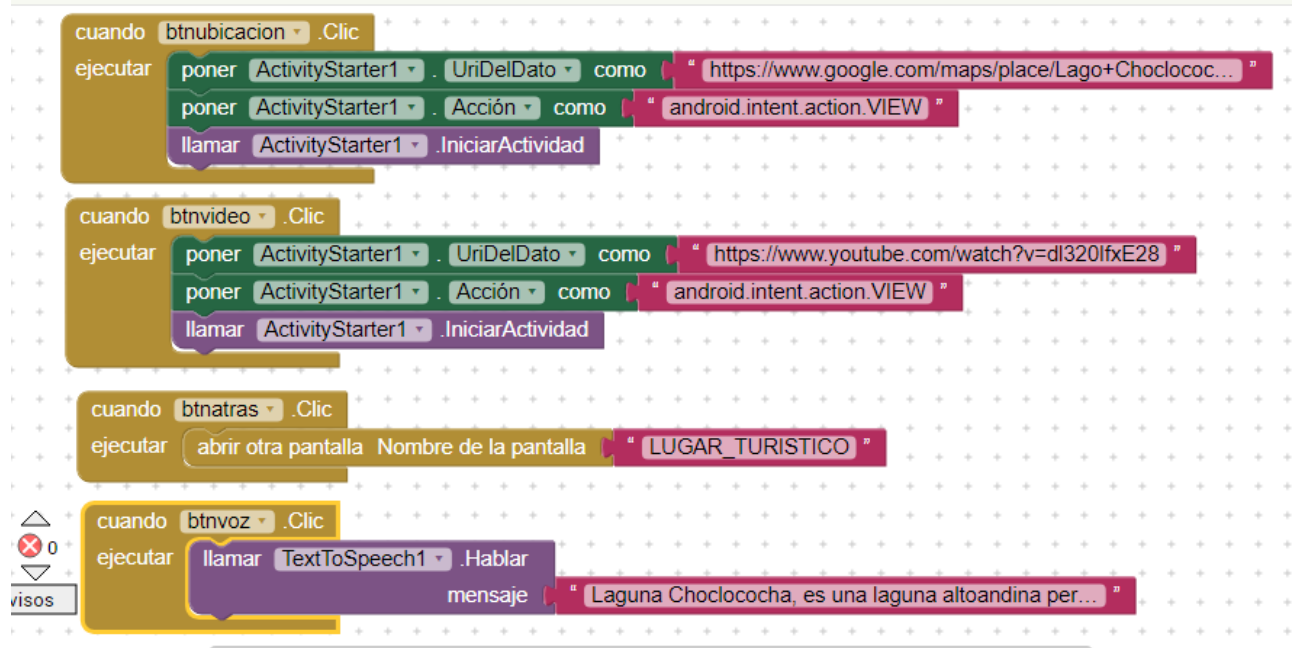 cuando btnubicacion .Clic
ejecutar poner ActivityStarter1 . UriDelDato como " https://www.google.com/maps/place/Lago+Choclococ... "
poner ActivityStarter1 . Acción como " android.intent.action.VIEW "
llamar ActivityStarter1 .IniciarActividad
cuando btnvideo .Clic
ejecutar poner ActivityStarter1 . UriDelDato como " https://www.youtube.com/watch?v=dl320lfxE28 "
poner ActivityStarter1 . Acción como " android.intent.action.VIEW "
llamar ActivityStarter1 .IniciarActividad
cuando btnatras .Clic
ejecutar abrir otra pantalla Nombre de la pantalla " LUGAR_TURISTICO "
cuando btnvoz .Clic
0
ejecutar llamar TextToSpeech1 .Hablar
mensaje " Laguna Choclococha, es una laguna altoandina per... "
visos